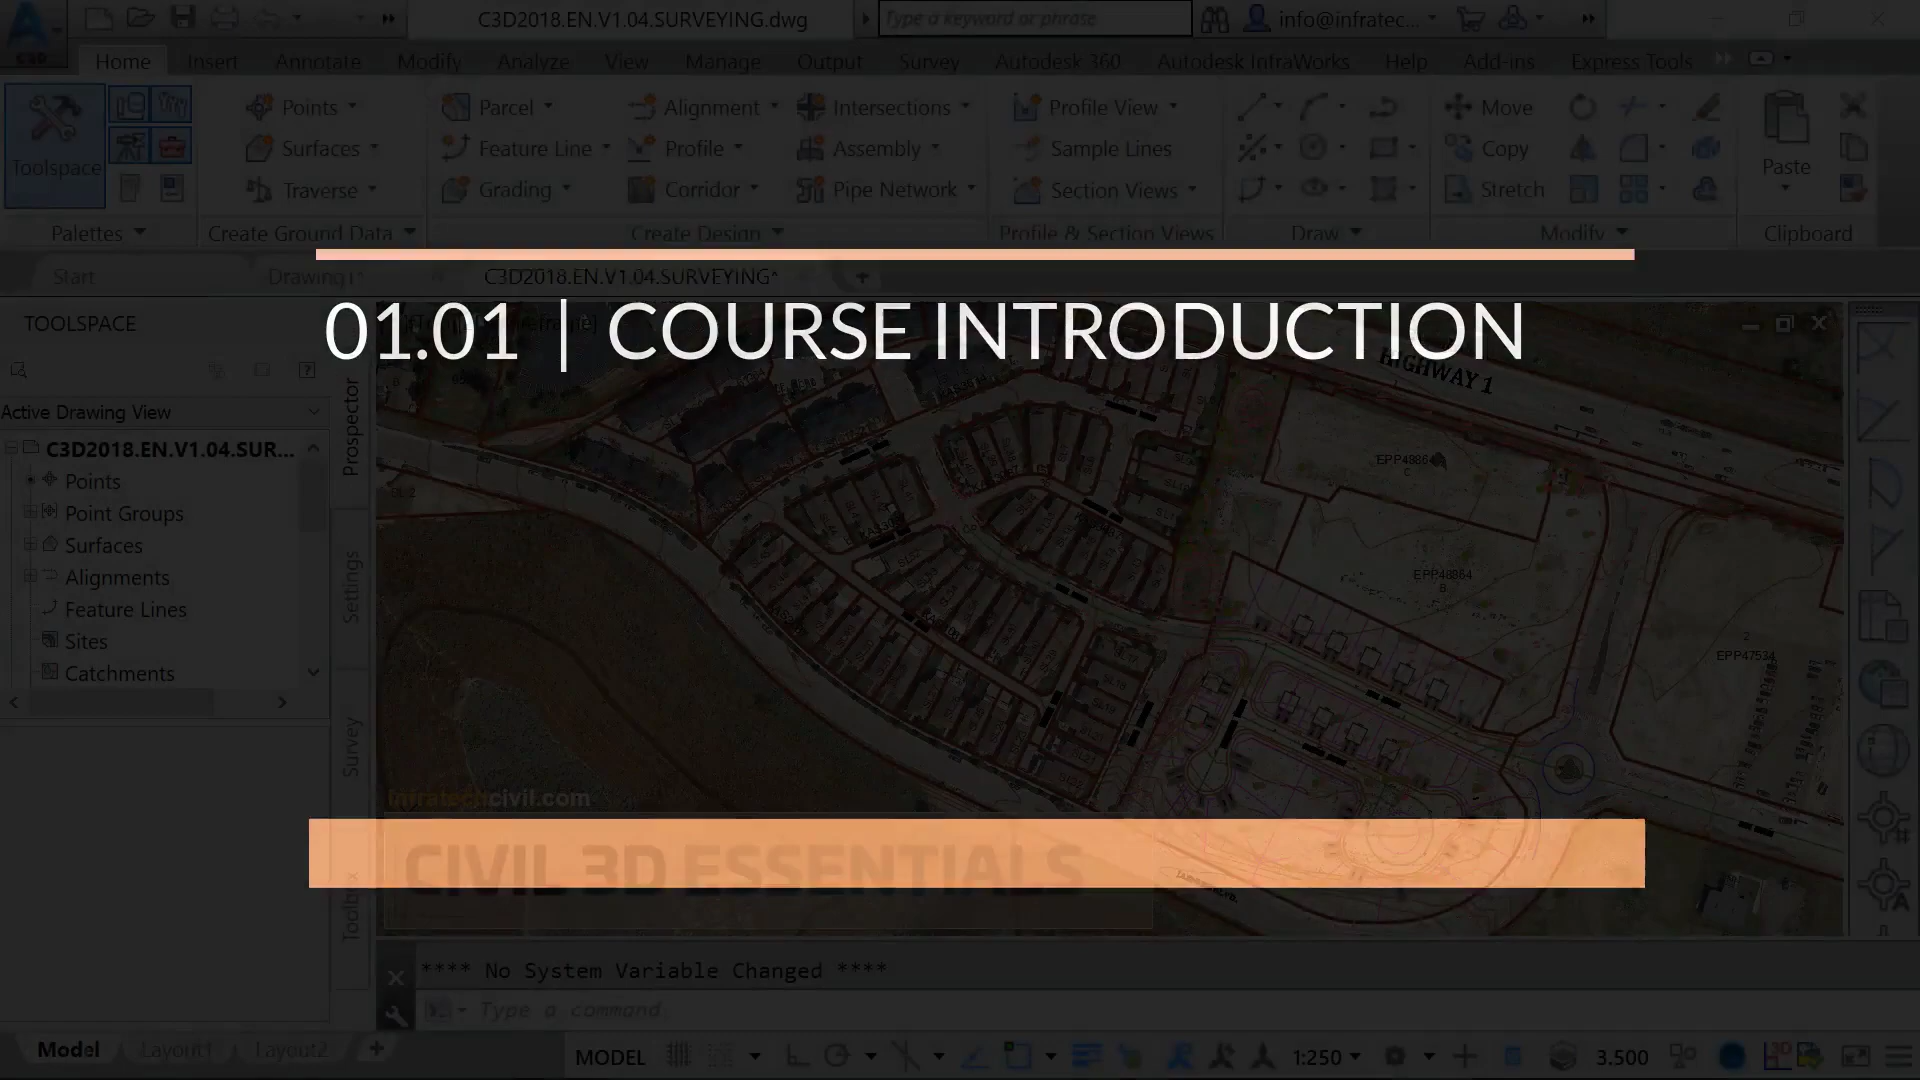 C3D2018.EN.V1.04.SURVEYING.dwg
Type a keyword or phrase
info@infratec...
C3D
Home Insert Annotate Modify Analyze View Manage Output Survey Autodesk 360 Autodesk InfraWorks Help Add-ins Express Tools
Toolspace
Points
Surfaces
Traverse
Parcel
Feature Line
Grading
Alignment
Profile
Corridor
Intersections
Assembly
Pipe Network
Profile View
Sample Lines
Section Views
Move
Copy
Stretch
Paste
Palettes
Create Ground Data
Create Design
Profile & Section Views
Draw
Modify
Clipboard
Start
Drawing1*
C3D2018.EN.V1.04.SURVEYING*
01.01 | COURSE INTRODUCTION
TOOLSPACE
Active Drawing View
C3D2018.EN.V1.04.SUR...
Points
Point Groups
Surfaces
Alignments
Feature Lines
Sites
Catchments
Prospector
Settings
Survey
Toolbox
HIGHWAY 1
EPP48864
C
EPP48864
B
2
EPP47534
infratechcivil.com
CIVIL 3D ESSENTIALS
**** No System Variable Changed ****
Type a command
Model Layout1 Layout2
MODEL
1:250
3.500